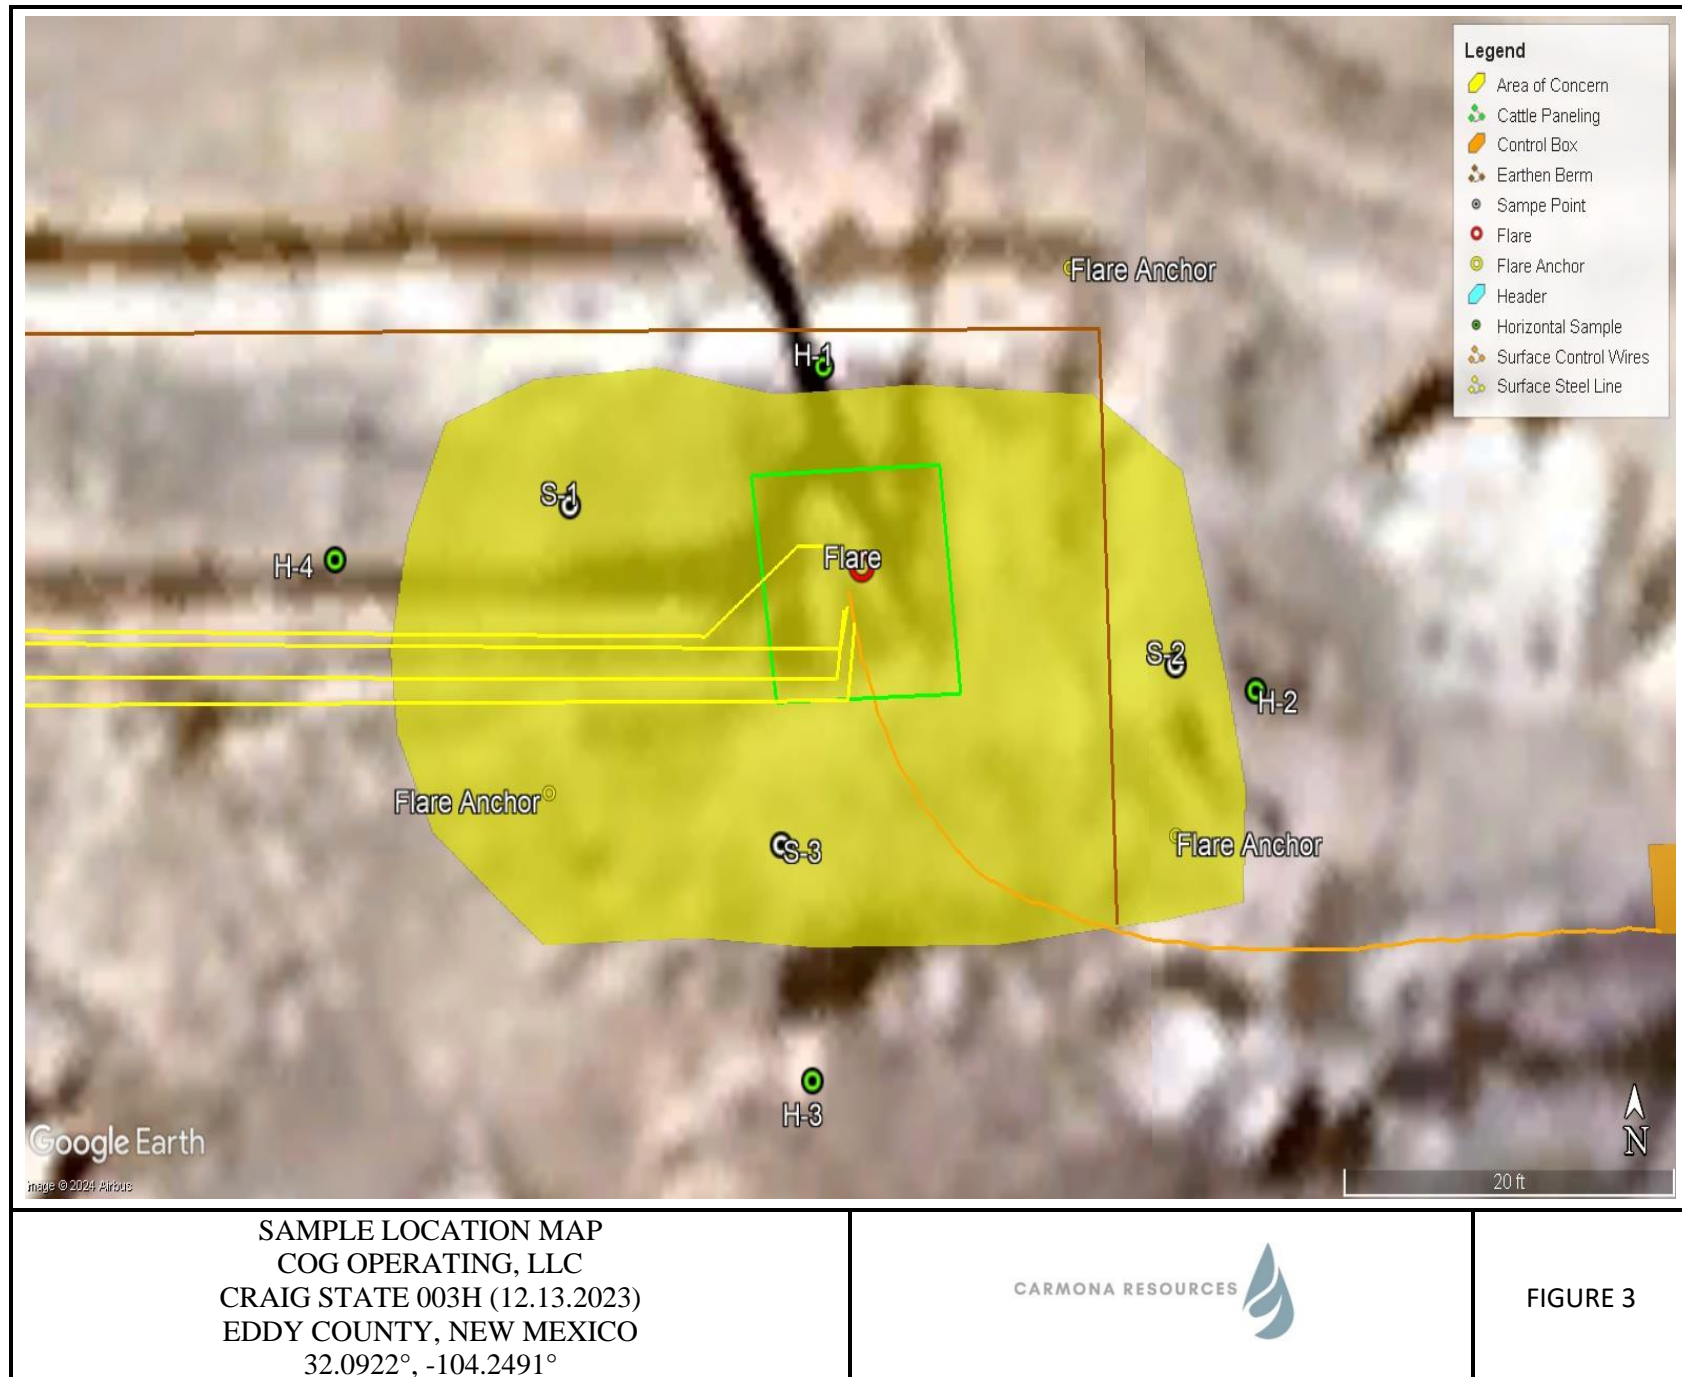 Legend
Area of Concern
Cattle Paneling
Control Box
Earthen Berm
Sampe Point
Flare
Flare Anchor
Header
Horizontal Sample
Surface Control Wires
Surface Steel Line
Flare Anchor
H-1
S-1
H-4
Flare
S-2
H-2
Flare Anchor
S-3
Flare Anchor
H-3
Google Earth
Image © 2024 Airbus
N
20 ft
SAMPLE LOCATION MAP
COG OPERATING, LLC
CRAIG STATE 003H (12.13.2023)
EDDY COUNTY, NEW MEXICO
32.0922°, -104.2491°
CARMONA RESOURCES
FIGURE 3